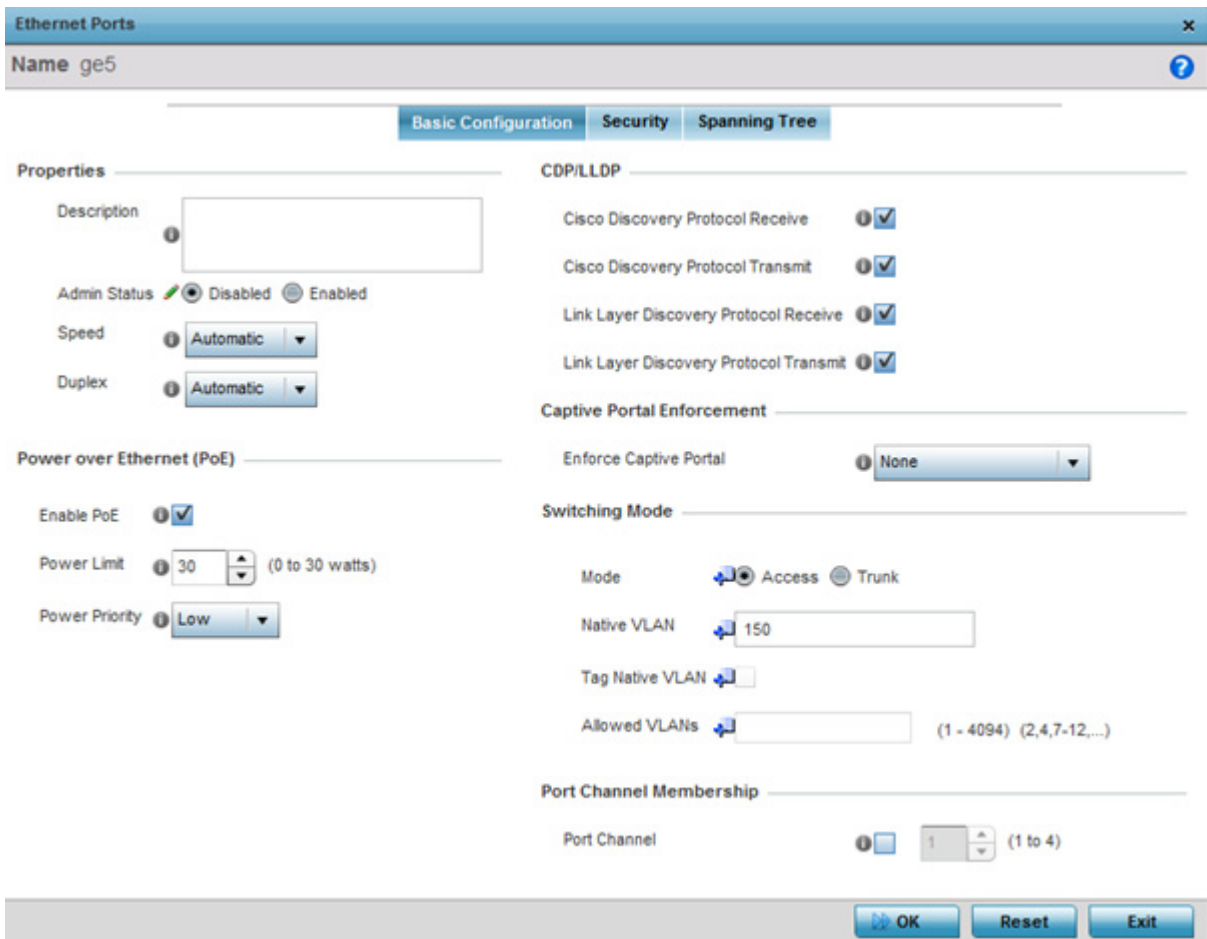 Ethernet Ports
Name ge5
Basic Configuration Security Spanning Tree
Properties
Description
Admin Status Disabled Enabled
Speed Automatic
Duplex Automatic
Power over Ethernet (PoE)
Enable PoE
Power Limit 30 (0 to 30 watts)
Power Priority Low
CDP/LLDP
Cisco Discovery Protocol Receive
Cisco Discovery Protocol Transmit
Link Layer Discovery Protocol Receive
Link Layer Discovery Protocol Transmit
Captive Portal Enforcement
Enforce Captive Portal None
Switching Mode
Mode Access Trunk
Native VLAN 150
Tag Native VLAN
Allowed VLANs (1 - 4094) (2,4,7-12,...)
Port Channel Membership
Port Channel 1 (1 to 4)
OK Reset Exit